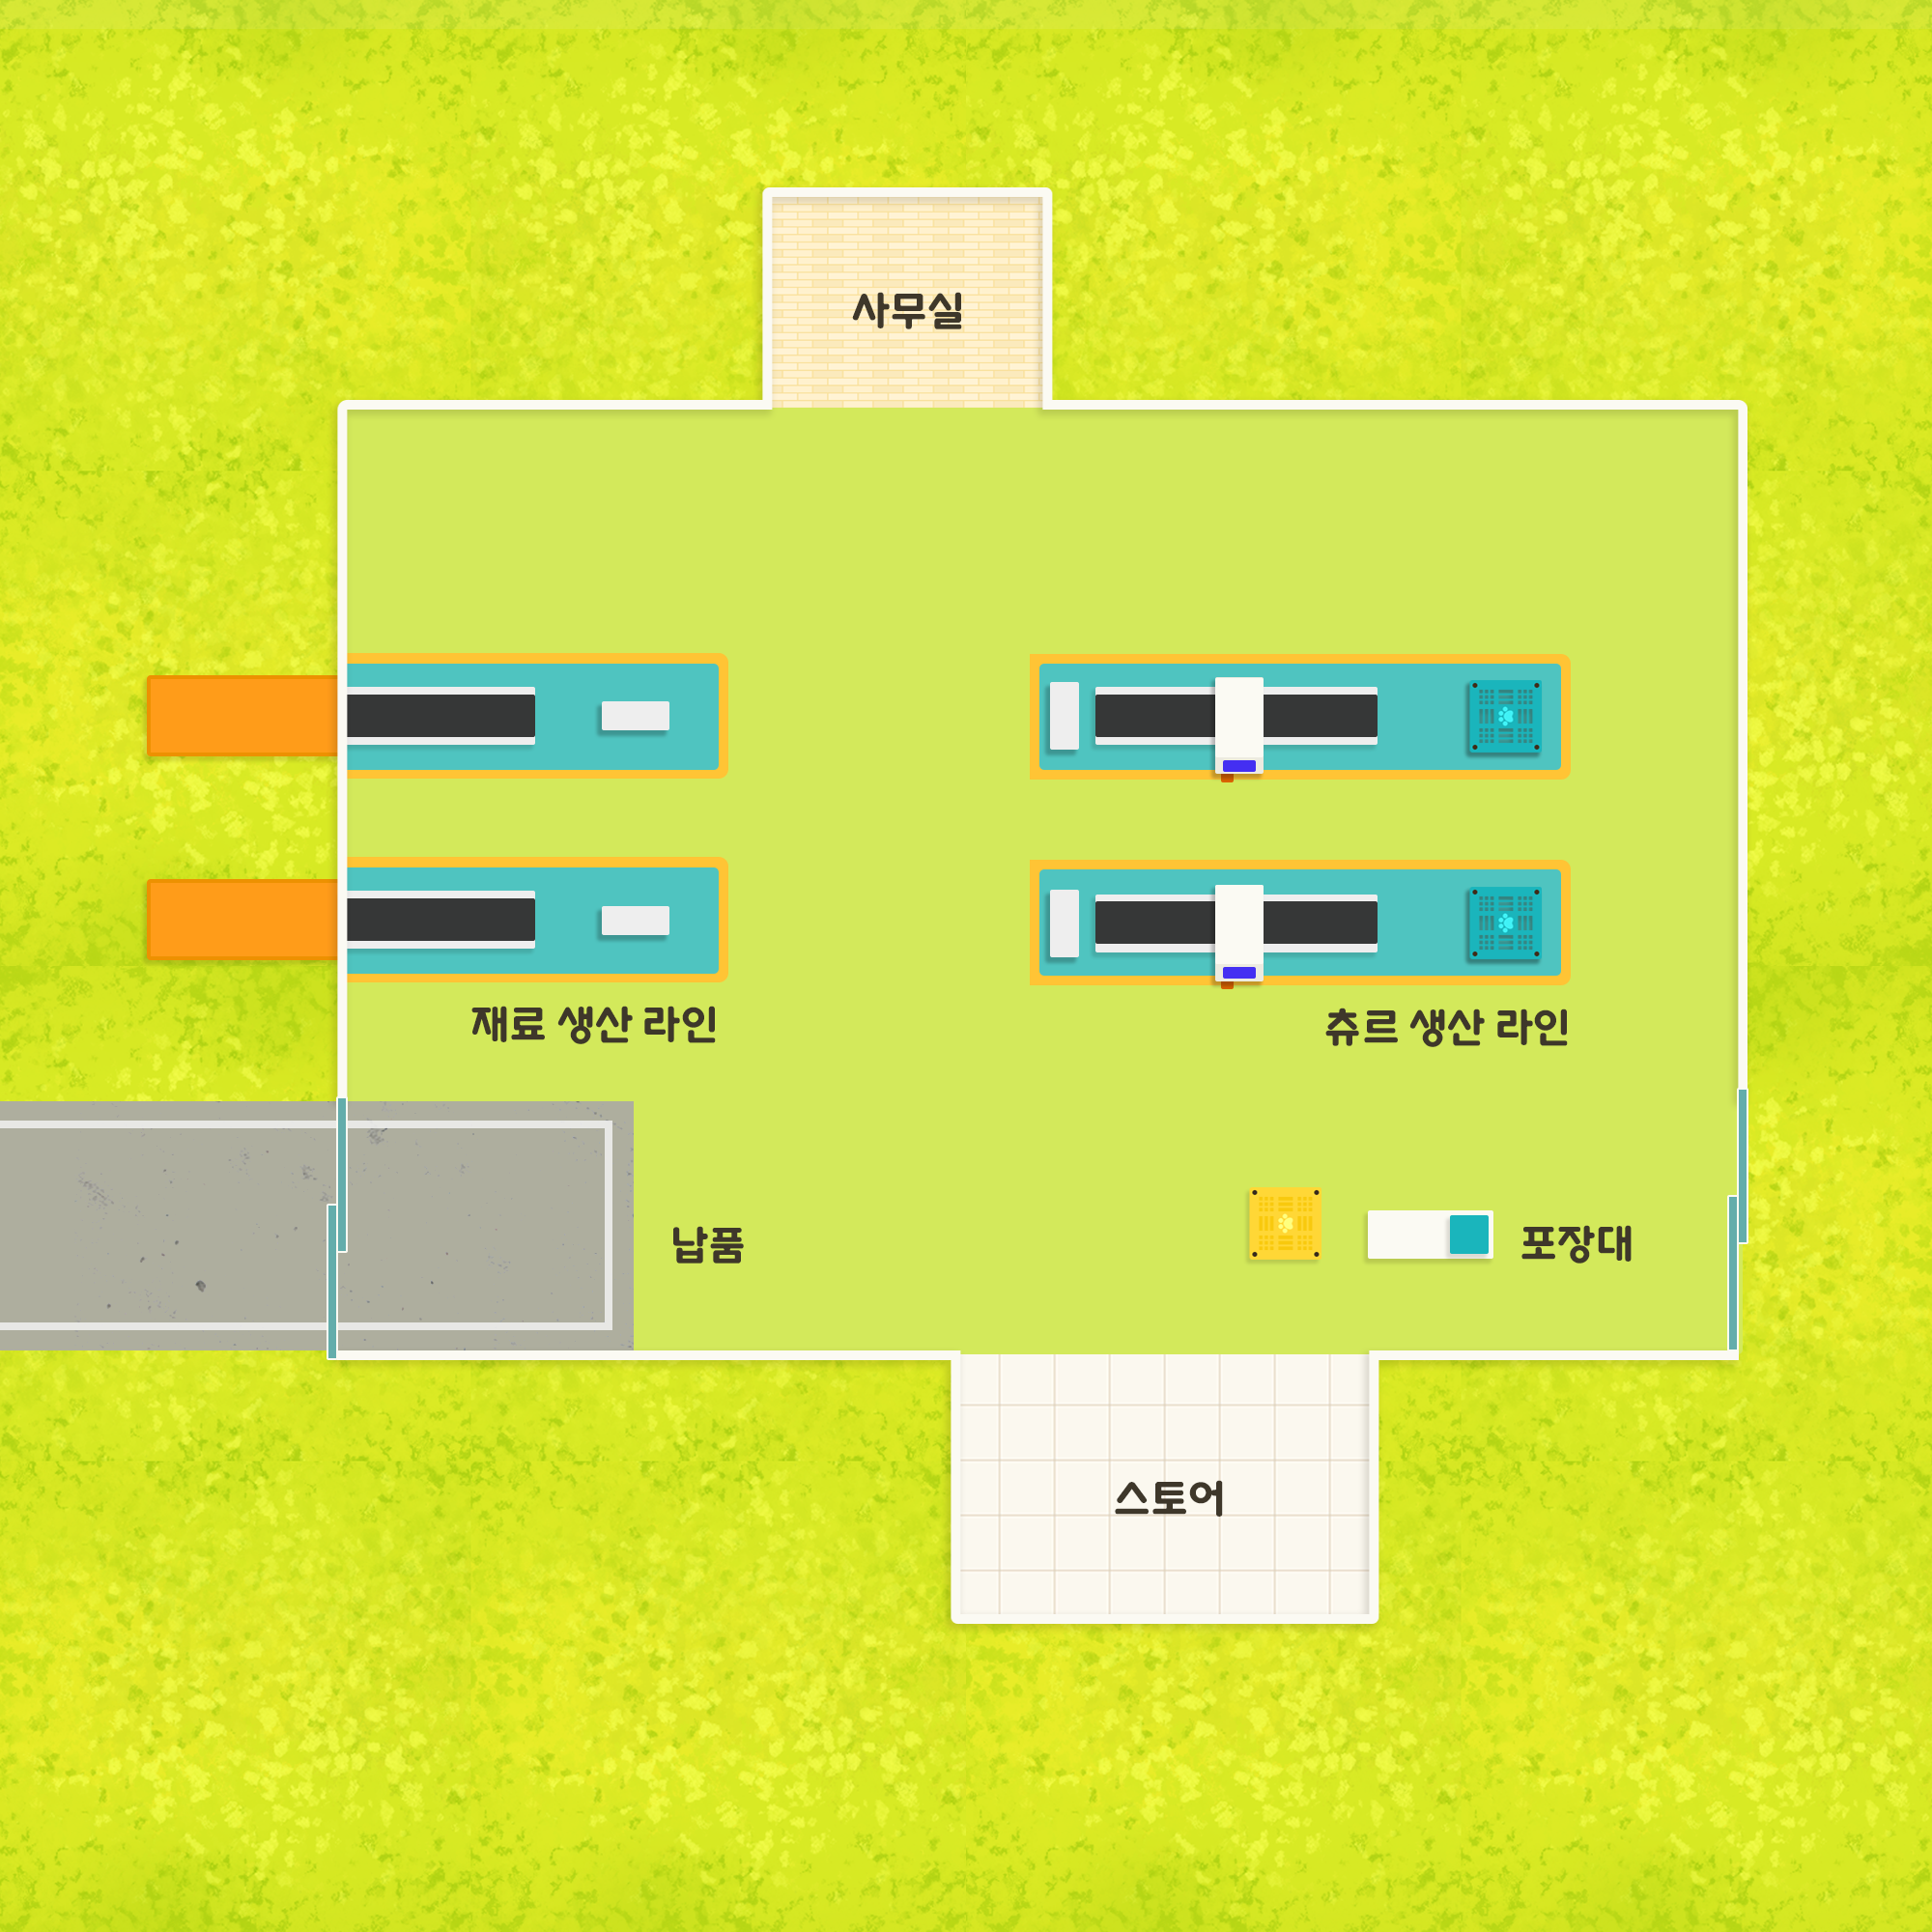 사무실
재료 생산 라인
츄르 생산 라인
납품
포장대
스토어